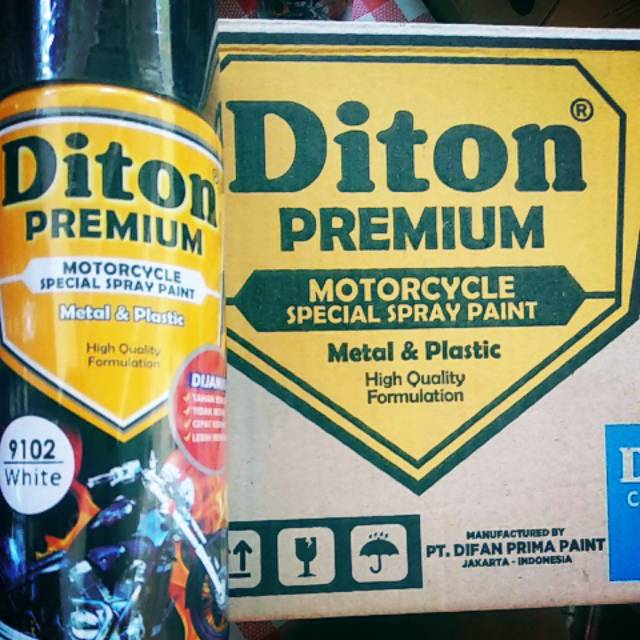 Diton
PREMIUM
MOTORCYCLE
SPECIAL SPRAY PAINT
Metal & Plastic
High Quality
Formulation
9102
White
Diton®
PREMIUM
MOTORCYCLE
SPECIAL SPRAY PAINT
Metal & Plastic
High Quality
Formulation
MANUFACTURED BY
PT. DIFAN PRIMA PAINT
JAKARTA - INDONESIA